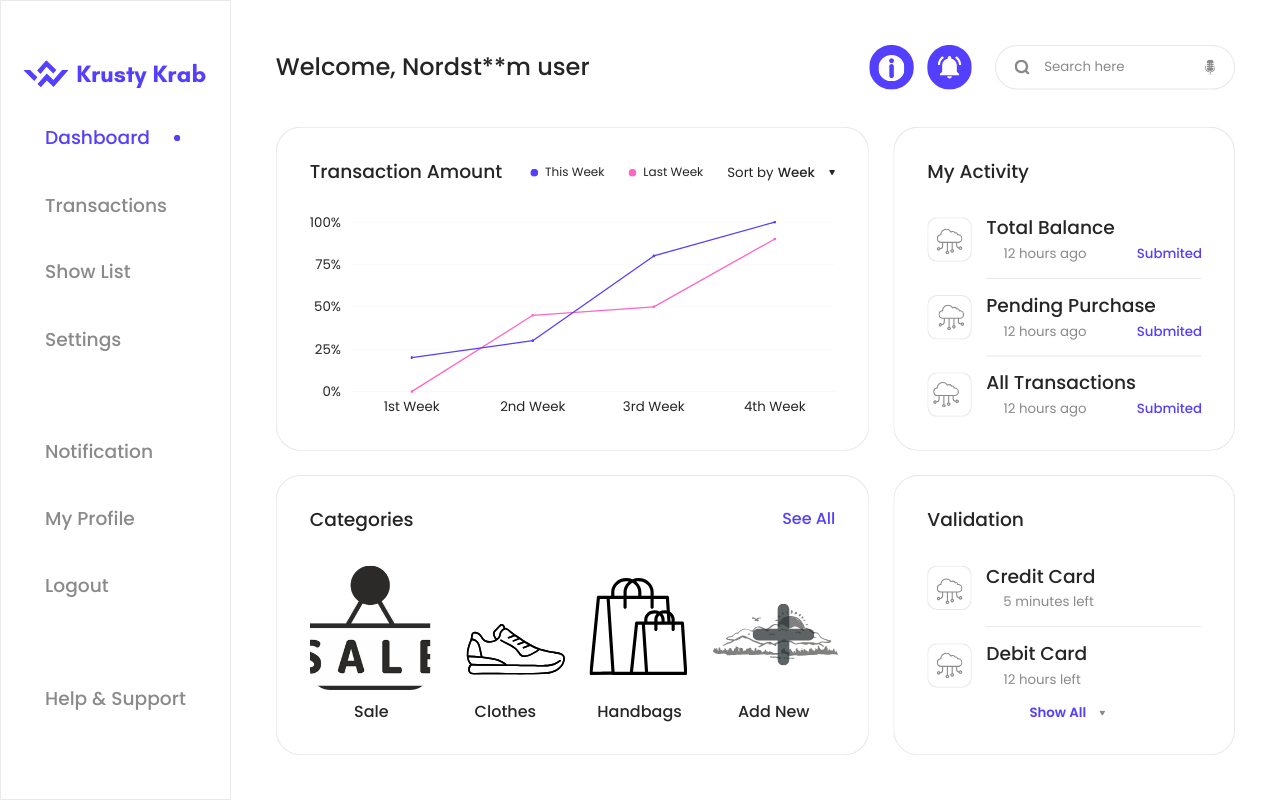 Krusty Krab
Dashboard
Transactions
Show List
Settings
Notification
My Profile
Logout
Help & Support
Welcome, Nordst**m user
Search here
Transaction Amount
This Week
Last Week
Sort by Week
100%
75%
50%
25%
0%
1st Week
2nd Week
3rd Week
4th Week
My Activity
Total Balance
12 hours ago
Submited
Pending Purchase
12 hours ago
Submited
All Transactions
12 hours ago
Submited
Categories
See All
SALE
Sale
Clothes
Handbags
Add New
Validation
Credit Card
5 minutes left
Debit Card
12 hours left
Show All